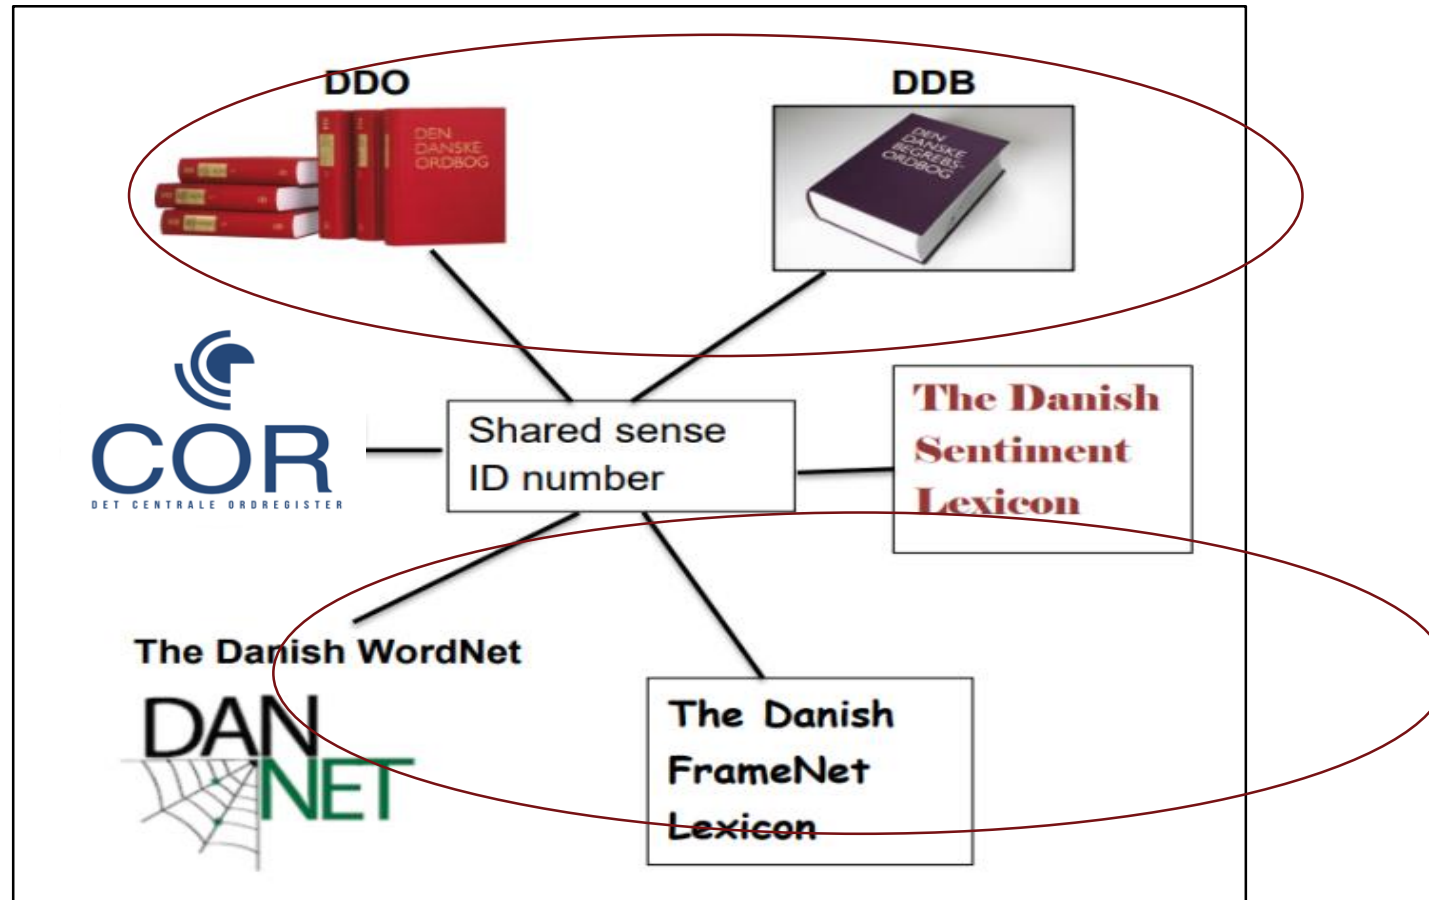 DDO
DDB
DEN
DANSKE
ORDBOG
DEN
DANSKE
BEGREBS-
ORDBOG
COR
DET CENTRALE ORDREGISTER
Shared sense
ID number
The Danish
Sentiment
Lexicon
The Danish WordNet
DAN
NET
The Danish
FrameNet
Lexicon